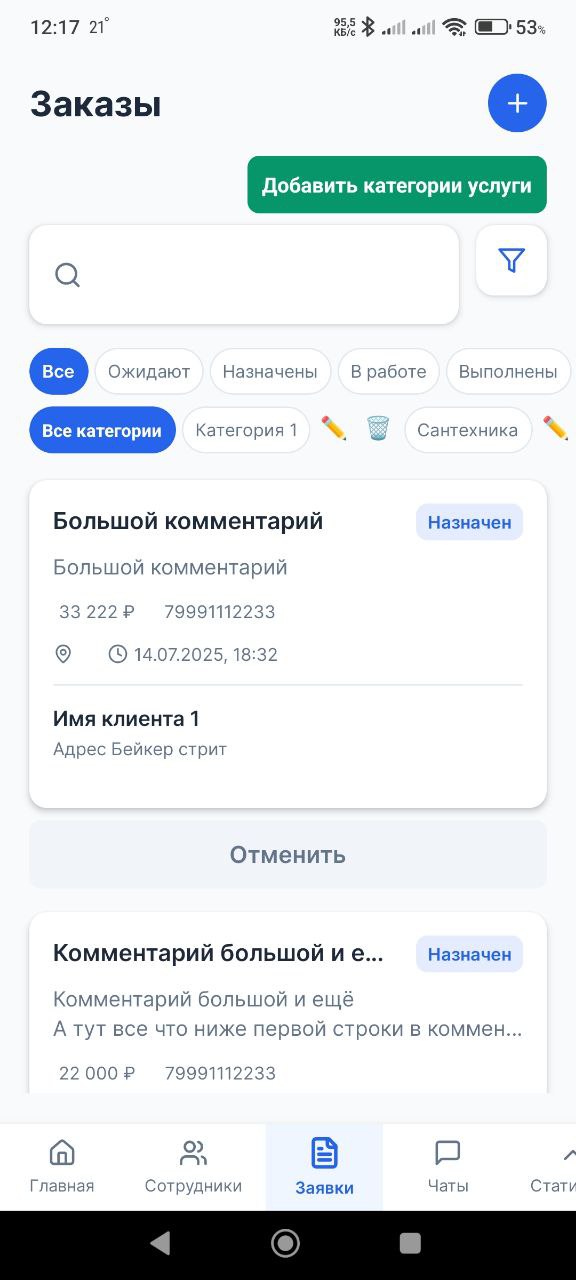 12:17 21°
95,5 КБ/с 53%
Заказы
Добавить категории услуги
Все Ожидают Назначены В работе Выполнены
Все категории Категория 1 Сантехника
Большой комментарий Назначен
Большой комментарий
33 222 ₽ 79991112233
14.07.2025, 18:32
Имя клиента 1
Адрес Бейкер стрит
Отменить
Комментарий большой и е... Назначен
Комментарий большой и ещё
А тут все что ниже первой строки в коммен...
22 000 ₽ 79991112233
Главная Сотрудники Заявки Чаты Стати